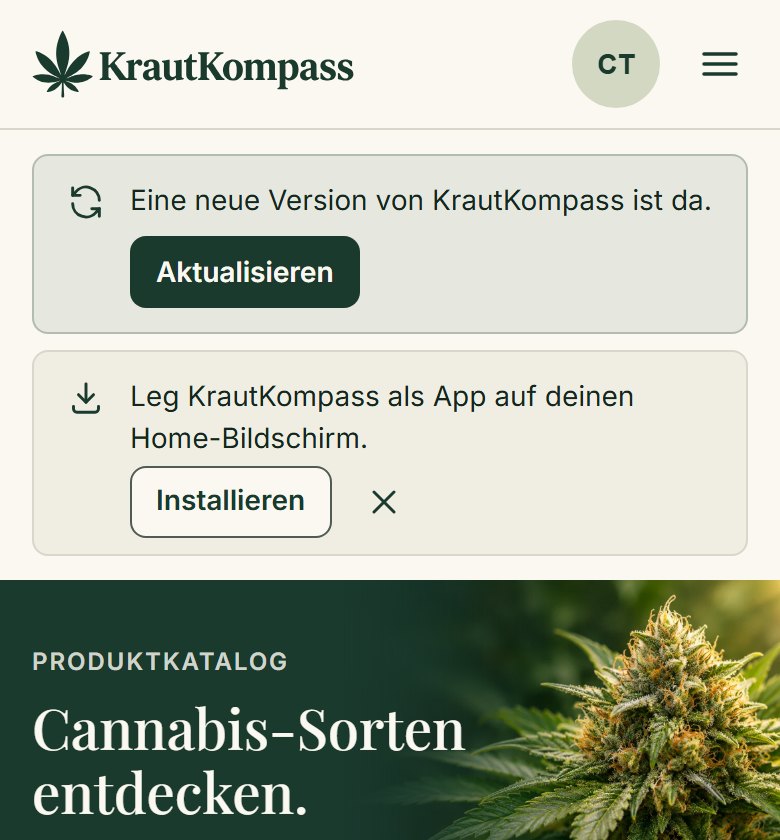 KrautKompass
CT
Eine neue Version von KrautKompass ist da.
Aktualisieren
Leg KrautKompass als App auf deinen
Home-Bildschirm.
Installieren
PRODUKTKATALOG
Cannabis-Sorten
entdecken.